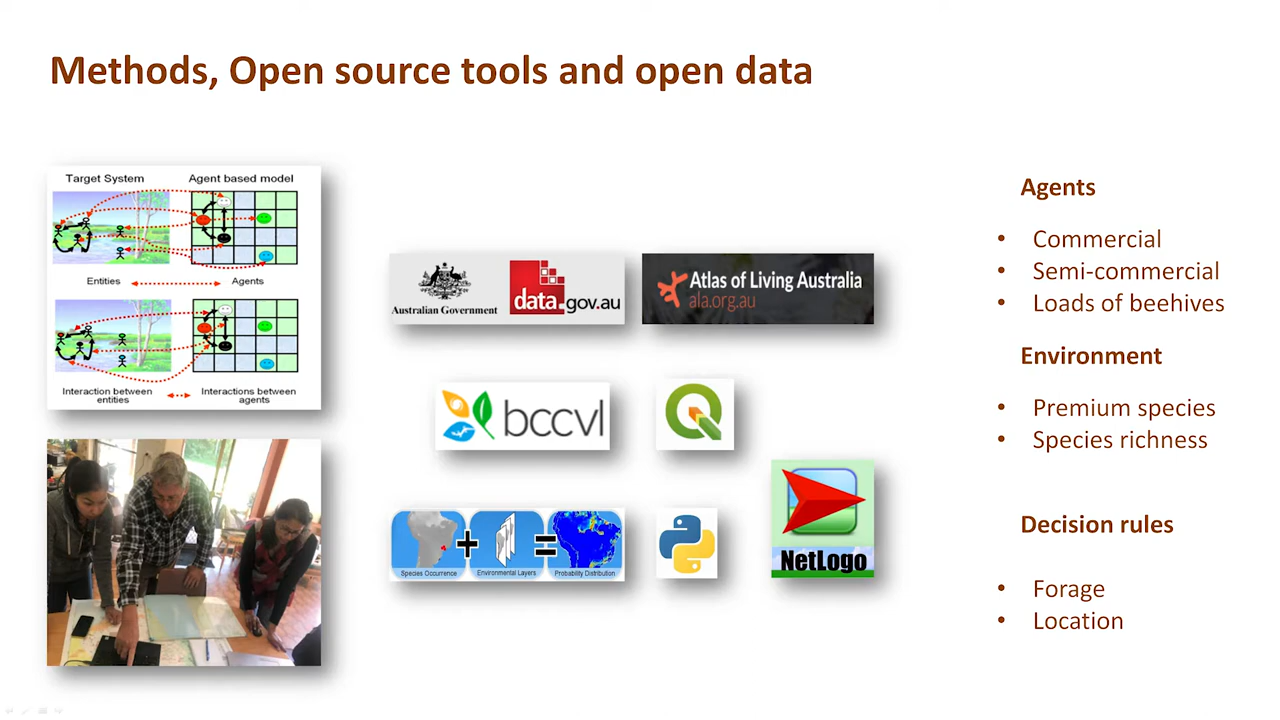 Methods, Open source tools and open data
Target System
Agent based model
Entities
Agents
Interaction between
entities
Interactions between
agents
Australian Government
data.gov.au
Atlas of Living Australia
ala.org.au
bccvl
Species Occurrence
Environmental Layers
Probability Distribution
NetLogo
Agents
• Commercial
• Semi-commercial
• Loads of beehives
Environment
• Premium species
• Species richness
Decision rules
• Forage
• Location